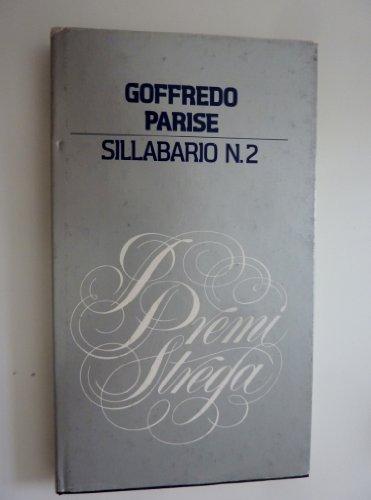 GOFFREDO
PARISE
SILLABARIO N.2
I Premi
Strega